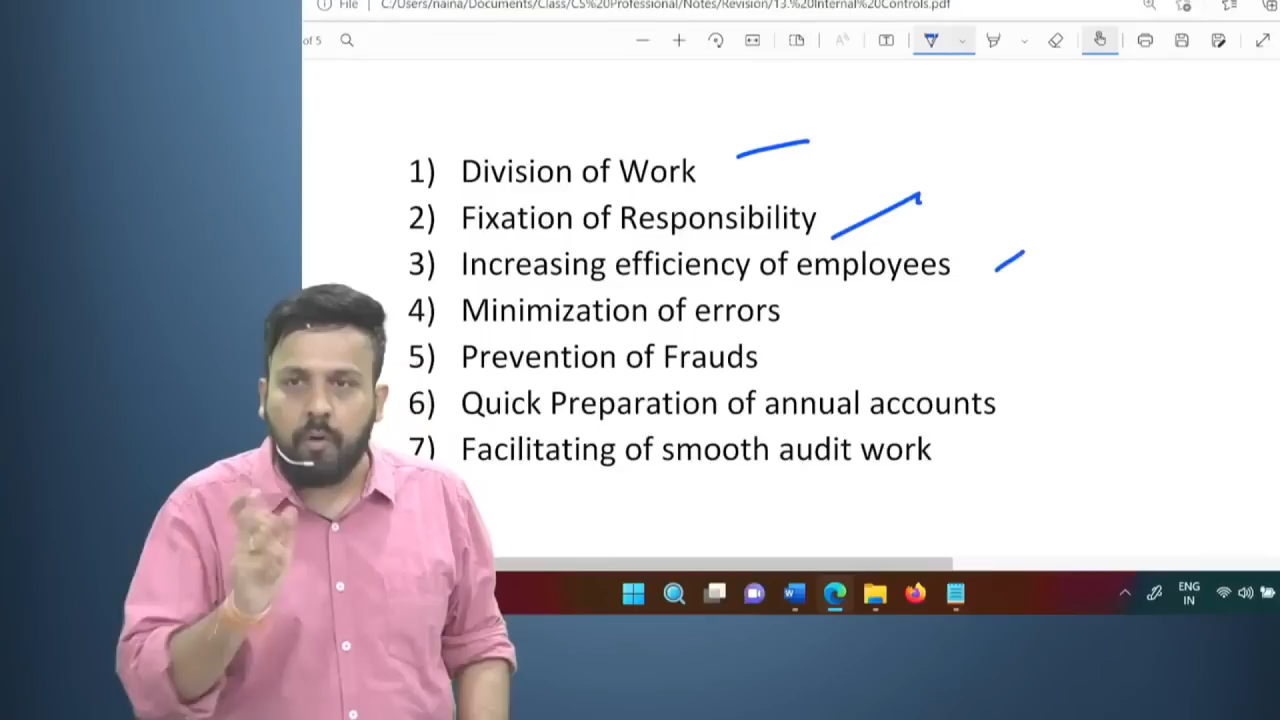 File C:/Users/naina/Documents/Class/CS%20Professional/Notes/Revision/13.%20Internal%20Controls.pdf
of 5
1) Division of Work
2) Fixation of Responsibility
3) Increasing efficiency of employees
4) Minimization of errors
5) Prevention of Frauds
6) Quick Preparation of annual accounts
7) Facilitating of smooth audit work
ENG
IN